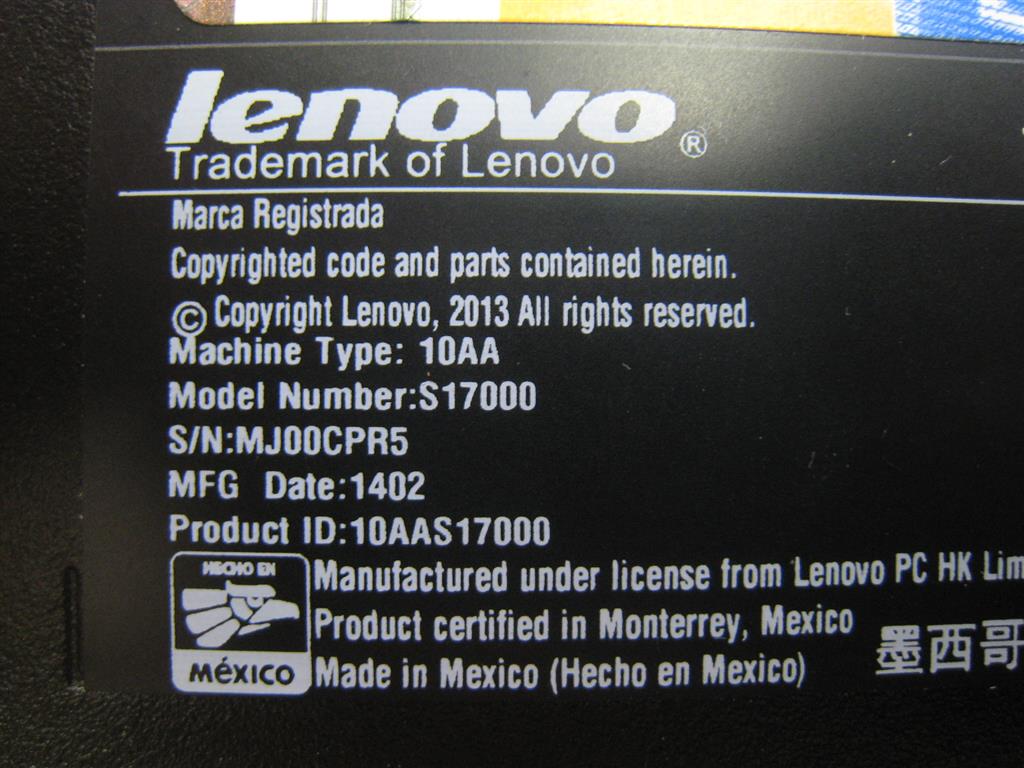 lenovo ®
Trademark of Lenovo
Marca Registrada
Copyrighted code and parts contained herein.
© Copyright Lenovo, 2013 All rights reserved.
Machine Type: 10AA
Model Number:S17000
S/N:MJ00CPR5
MFG Date:1402
Product ID:10AAS17000
HECHO EN
MéXICO
Manufactured under license from Lenovo PC HK Lim
Product certified in Monterrey, Mexico
Made in Mexico (Hecho en Mexico)
墨西哥